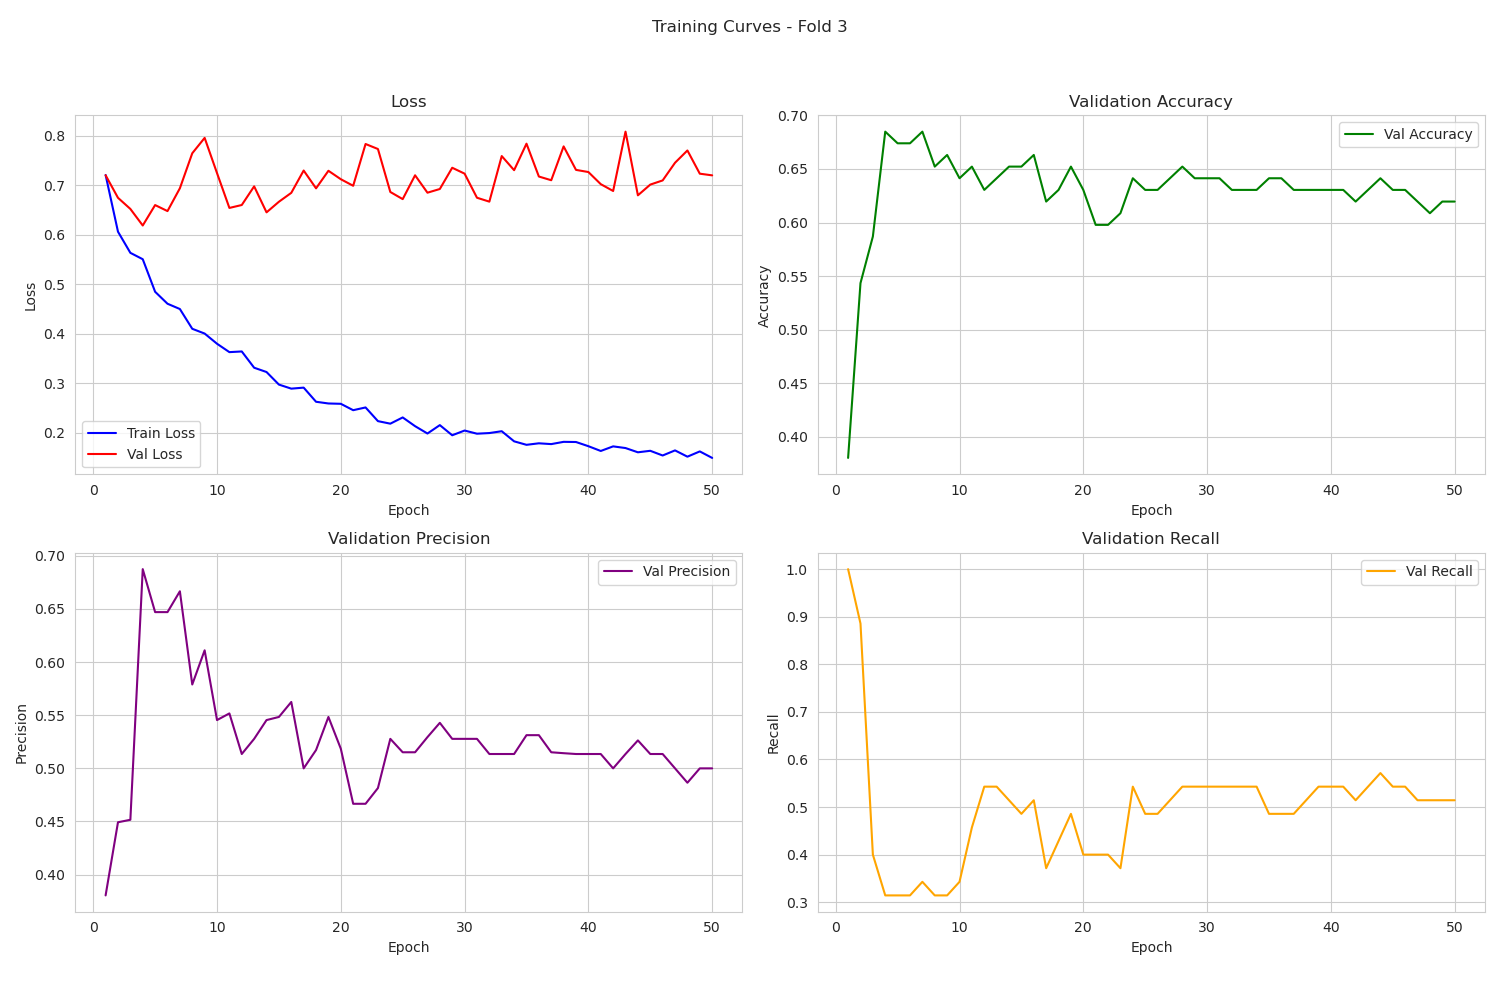 Training Curves - Fold 3
Loss
Loss
0.8
0.7
0.6
0.5
0.4
0.3
0.2
Train Loss
Val Loss
0 10 20 30 40 50
Epoch
Validation Accuracy
Accuracy
0.70
0.65
0.60
0.55
0.50
0.45
0.40
Val Accuracy
0 10 20 30 40 50
Epoch
Validation Precision
Precision
0.70
0.65
0.60
0.55
0.50
0.45
0.40
Val Precision
0 10 20 30 40 50
Epoch
Validation Recall
Recall
1.0
0.9
0.8
0.7
0.6
0.5
0.4
0.3
Val Recall
0 10 20 30 40 50
Epoch